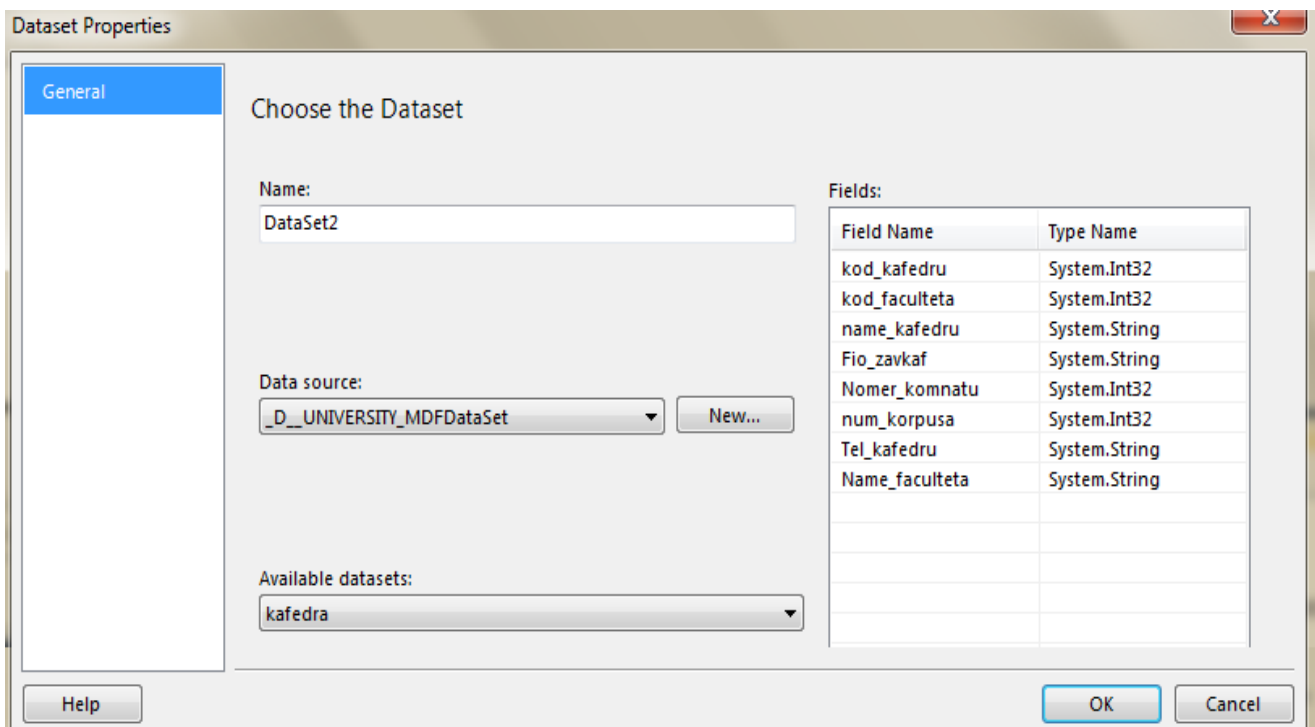 Dataset Properties
X
General
Choose the Dataset
Name:
DataSet2
Data source:
_D__UNIVERSITY_MDFDataSet
New...
Available datasets:
kafedra
Fields:
Field Name Type Name
kod_kafedru System.Int32
kod_faculteta System.Int32
name_kafedru System.String
Fio_zavkaf System.String
Nomer_komnatu System.Int32
num_korpusa System.Int32
Tel_kafedru System.String
Name_faculteta System.String
Help
OK
Cancel